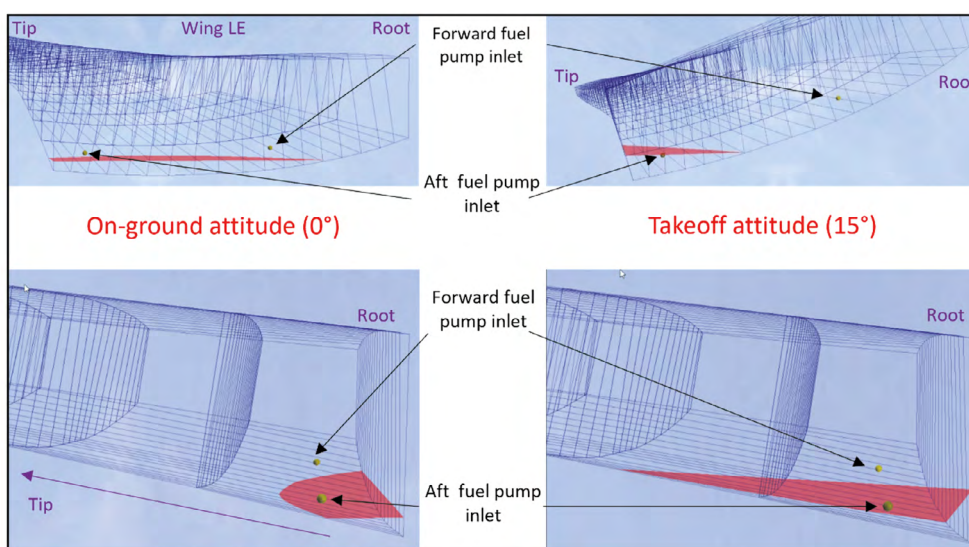 Tip
Wing LE
Root
Forward fuel
pump inlet
Tip
Root
Aft fuel pump
inlet
On-ground attitude (0°)
Takeoff attitude (15°)
Forward fuel
pump inlet
Root
Root
Tip
Aft fuel pump
inlet